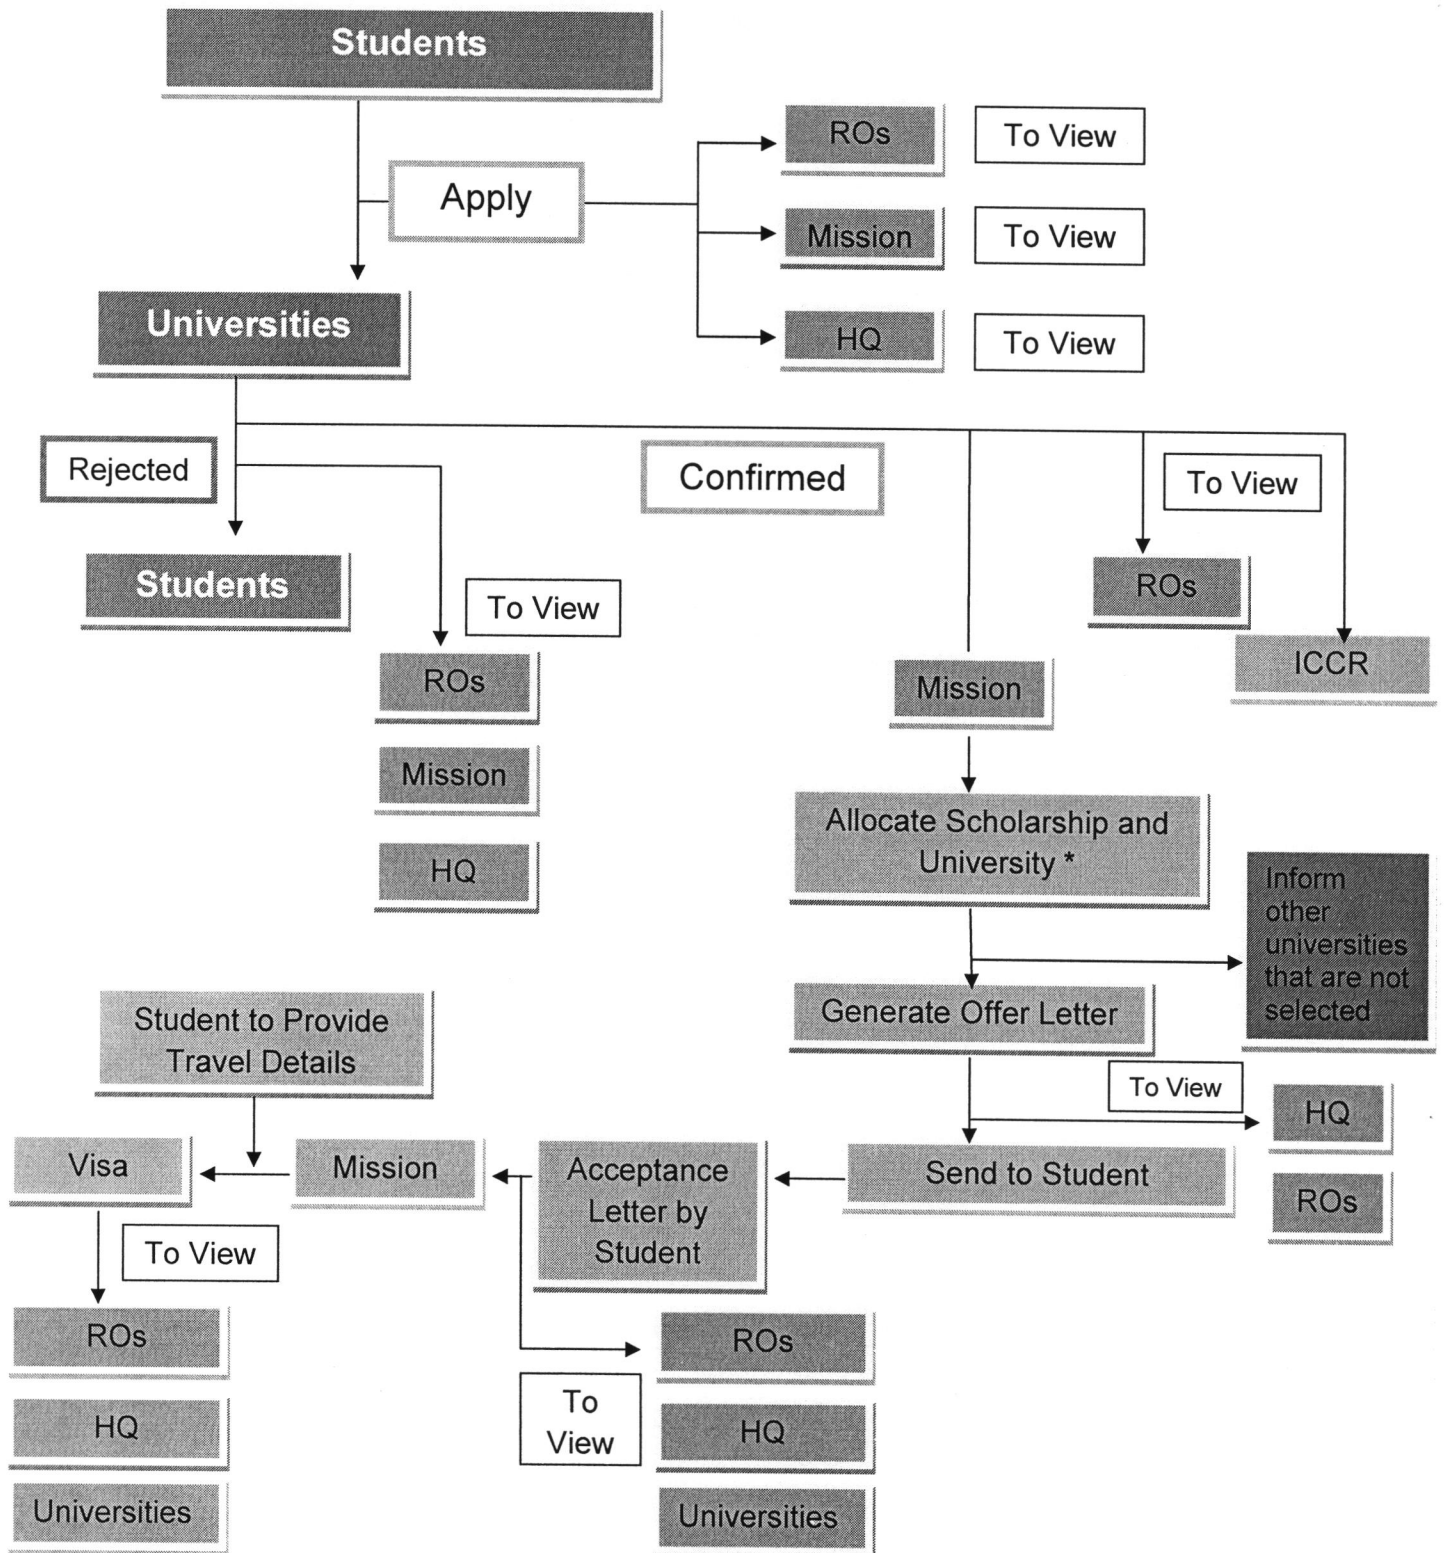 Students
ROs
To View
Apply
Mission
To View
Universities
HQ
To View
Rejected
Confirmed
To View
Students
To View
ROs
ROs
Mission
ICCR
Mission
HQ
Allocate Scholarship and
University *
Inform
other
universities
that are not
selected
Generate Offer Letter
Student to Provide
Travel Details
To View
HQ
Visa
Mission
Acceptance
Letter by
Student
Send to Student
ROs
To View
ROs
ROs
To
View
HQ
HQ
Universities
Universities